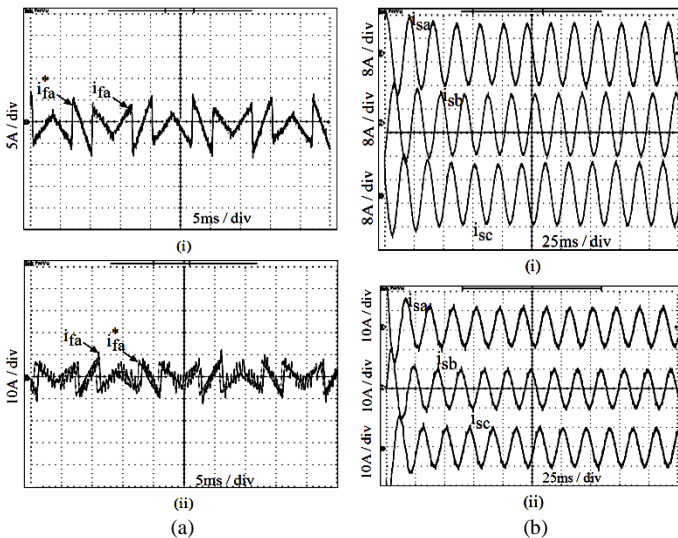 i*fa
ifa
5A / div
5ms / div
(i)
ifa
i*fa
10A / div
5ms / div
(ii)
(a)
isa
isb
isc
8A / div
8A / div
8A / div
25ms / div
(i)
isa
isb
isc
10A / div
10A / div
10A / div
25ms / div
(ii)
(b)